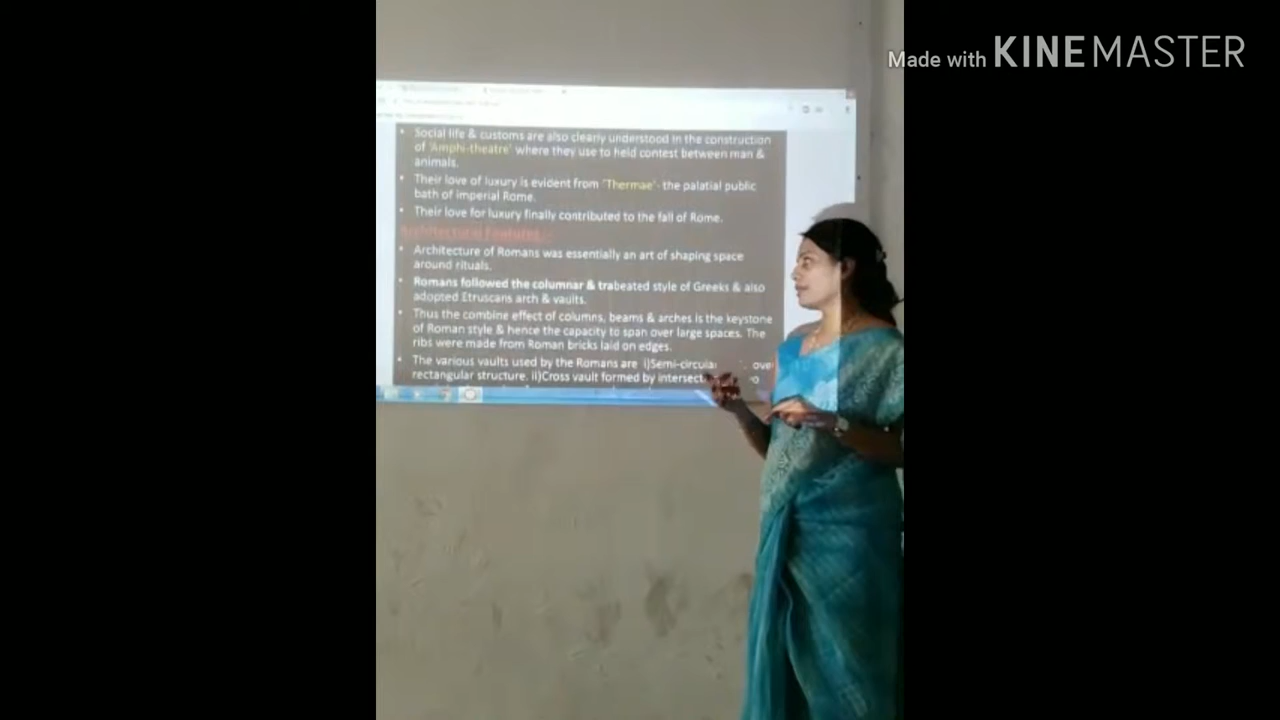 Made with KINEMASTER
• Social life & customs are also clearly understood in the construction
of 'Amphi-theatre' where they use to held contest between man &
animals.
• Their love of luxury is evident from 'Thermae'- the palatial public
bath of imperial Rome.
• Their love for luxury finally contributed to the fall of Rome.
Architectural Features:-
• Architecture of Romans was essentially an art of shaping space
around rituals.
• Romans followed the columnar & trabeated style of Greeks & also
adopted Etruscans arch & vaults.
• Thus the combine effect of columns, beams & arches is the keystone
of Roman style & hence the capacity to span over large spaces. The
ribs were made from Roman bricks laid on edges.
• The various vaults used by the Romans are i)Semi-circular over
rectangular structure. ii)Cross vault formed by